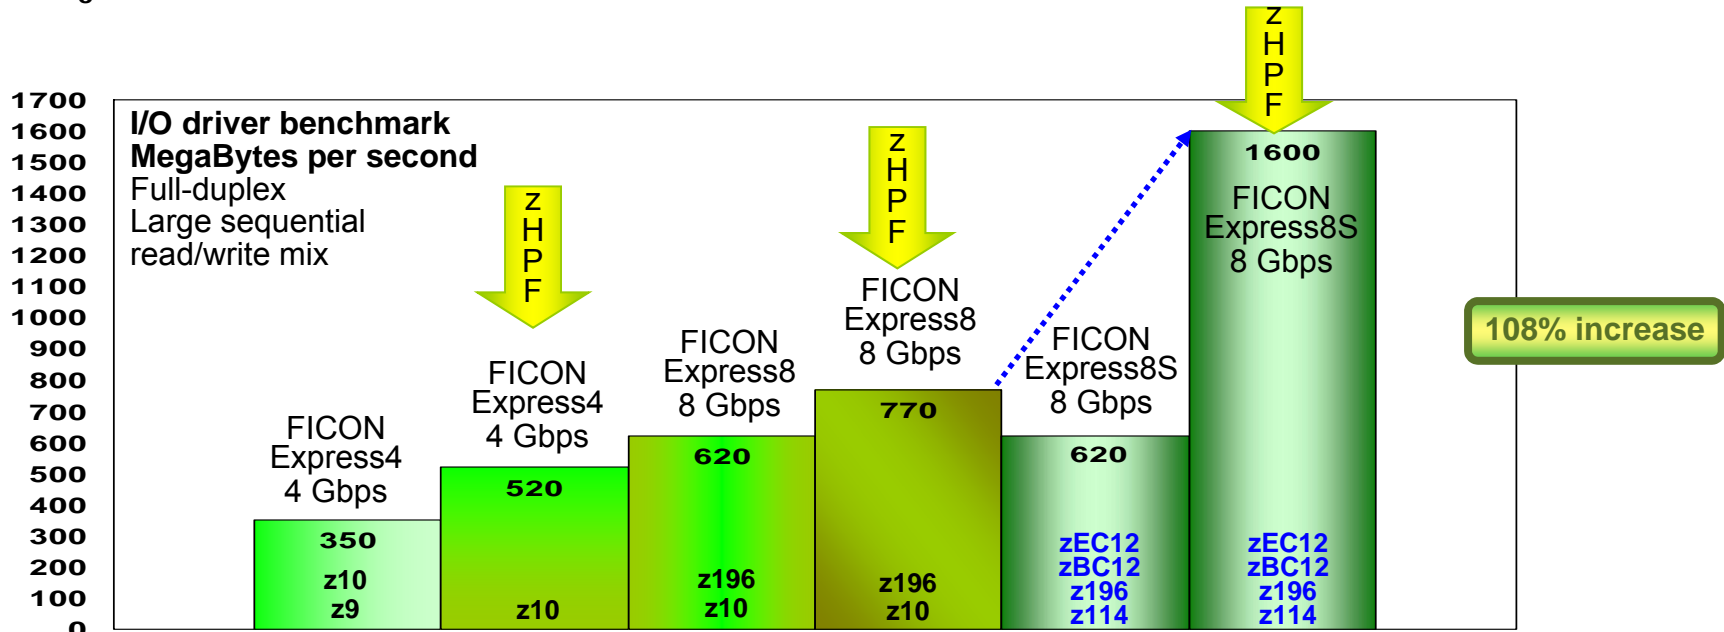 z
H
P
F
1700
1600
1500
1400
1300
1200
1100
1000
900
800
700
600
500
400
300
200
100
0
I/O driver benchmark
MegaBytes per second
Full-duplex
Large sequential
read/write mix
FICON
Express4
4 Gbps
350
z10
z9
z
H
P
F
FICON
Express4
4 Gbps
520
z10
FICON
Express8
8 Gbps
620
z196
z10
z
H
P
F
FICON
Express8
8 Gbps
770
z196
z10
FICON
Express8S
8 Gbps
620
zEC12
zBC12
z196
z114
1600
FICON
Express8S
8 Gbps
zEC12
zBC12
z196
z114
108% increase